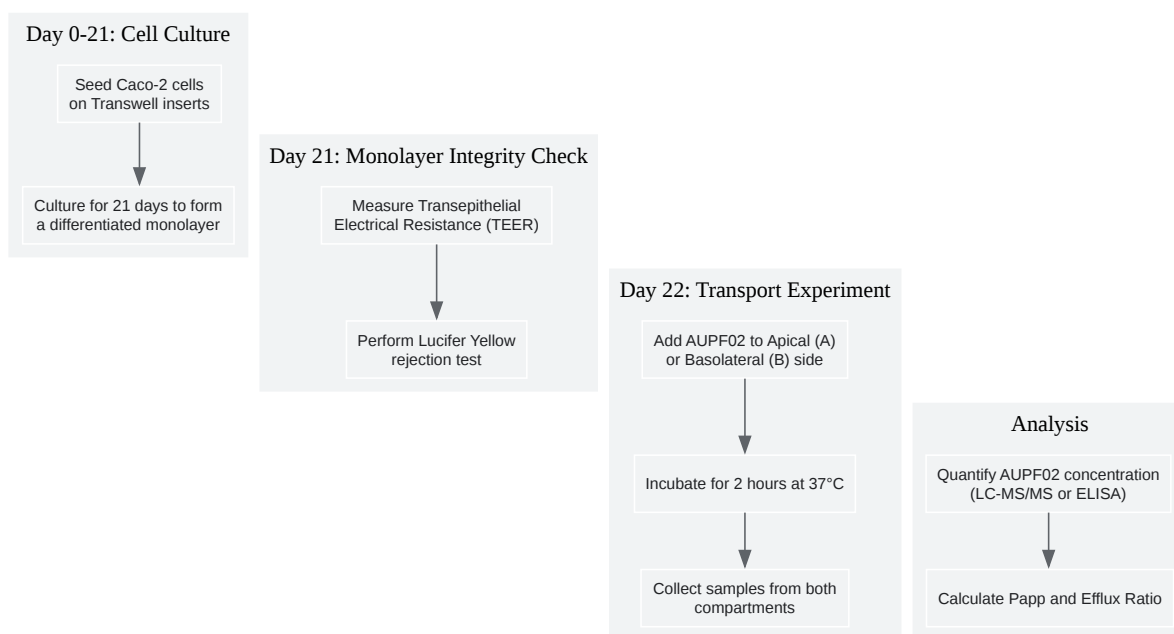 Day 0-21: Cell Culture
Seed Caco-2 cells
on Transwell inserts
Culture for 21 days to form
a differentiated monolayer
Day 21: Monolayer Integrity Check
Measure Transepithelial
Electrical Resistance (TEER)
Perform Lucifer Yellow
rejection test
Day 22: Transport Experiment
Add AUPF02 to Apical (A)
or Basolateral (B) side
Incubate for 2 hours at 37°C
Collect samples from both
compartments
Analysis
Quantify AUPF02 concentration
(LC-MS/MS or ELISA)
Calculate Papp and Efflux Ratio